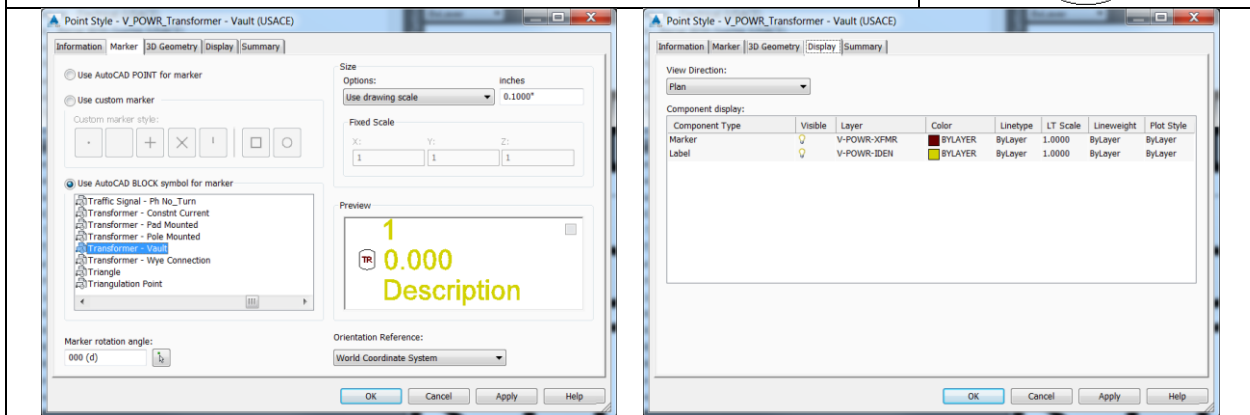 Point Style - V_POWR_Transformer - Vault (USACE)
Information Marker 3D Geometry Display Summary
Use AutoCAD POINT for marker
Use custom marker
Custom marker style:
Use AutoCAD BLOCK symbol for marker
Traffic Signal - Ph No_Turn
Transformer - Constnt Current
Transformer - Pad Mounted
Transformer - Pole Mounted
Transformer - Vault
Transformer - Wye Connection
Triangle
Triangulation Point
Marker rotation angle:
000 (d)
Size
Options: inches
Use drawing scale 0.1000"
Fixed Scale
X: Y: Z:
1 1 1
Preview
1
TR 0.000
Description
Orientation Reference:
World Coordinate System
OK Cancel Apply Help
Point Style - V_POWR_Transformer - Vault (USACE)
Information Marker 3D Geometry Display Summary
View Direction:
Plan
Component display:
Component Type Visible Layer Color Linetype LT Scale Lineweight Plot Style
Marker V-POWR-XFMR BYLAYER ByLayer 1.0000 ByLayer ByLayer
Label V-POWR-IDEN BYLAYER ByLayer 1.0000 ByLayer ByLayer
OK Cancel Apply Help